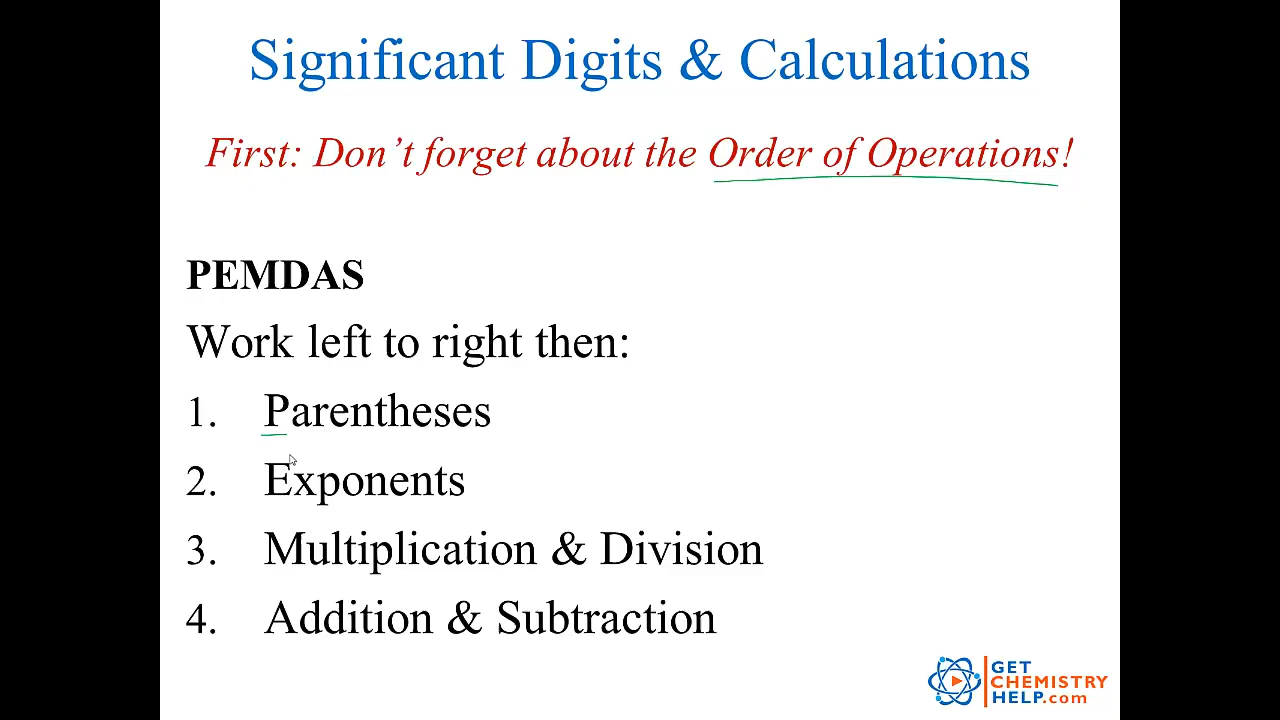 Significant Digits & Calculations
First: Don’t forget about the Order of Operations!
PEMDAS
Work left to right then:
1. Parentheses
2. Exponents
3. Multiplication & Division
4. Addition & Subtraction
GET
CHEMISTRY
HELP.com